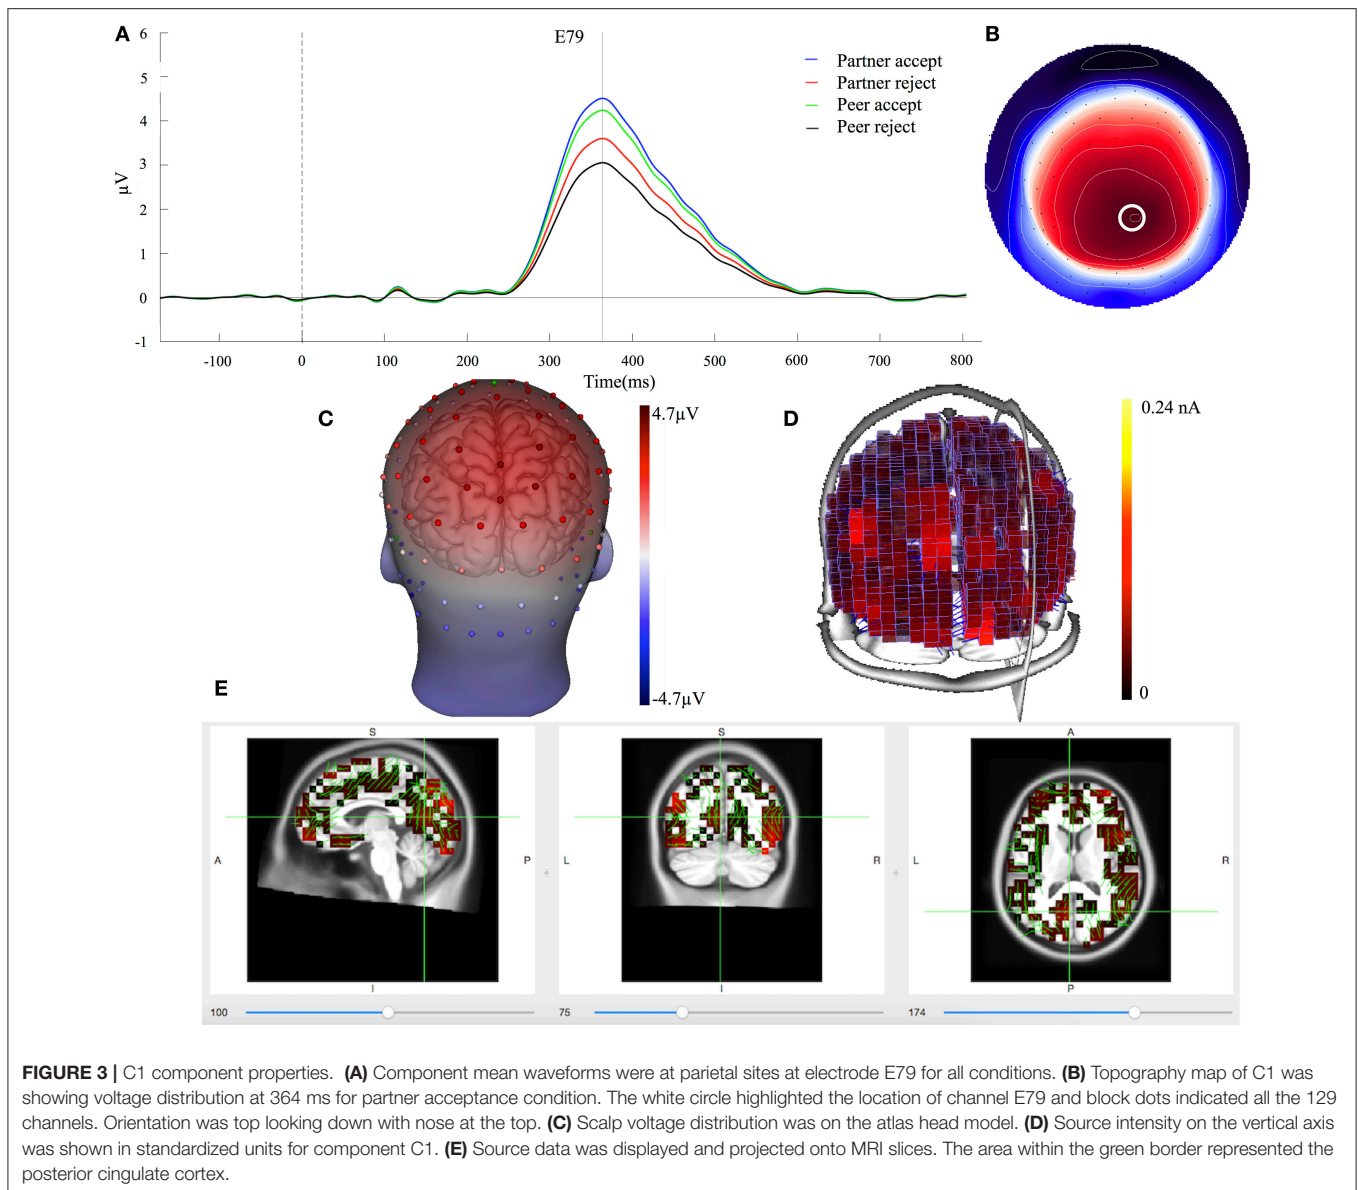 A
E79
6
5
4
3
2
1
0
-1
µV
Partner accept
Partner reject
Peer accept
Peer reject
-100
0
100
200
300
400
500
600
700
800
Time(ms)
B
C
4.7µV
-4.7µV
D
0.24 nA
0
E
S
A
P
I
S
L
R
I
A
L
R
P
100
75
174
FIGURE 3 | C1 component properties. (A) Component mean waveforms were at parietal sites at electrode E79 for all conditions. (B) Topography map of C1 was
showing voltage distribution at 364 ms for partner acceptance condition. The white circle highlighted the location of channel E79 and block dots indicated all the 129
channels. Orientation was top looking down with nose at the top. (C) Scalp voltage distribution was on the atlas head model. (D) Source intensity on the vertical axis
was shown in standardized units for component C1. (E) Source data was displayed and projected onto MRI slices. The area within the green border represented the
posterior cingulate cortex.